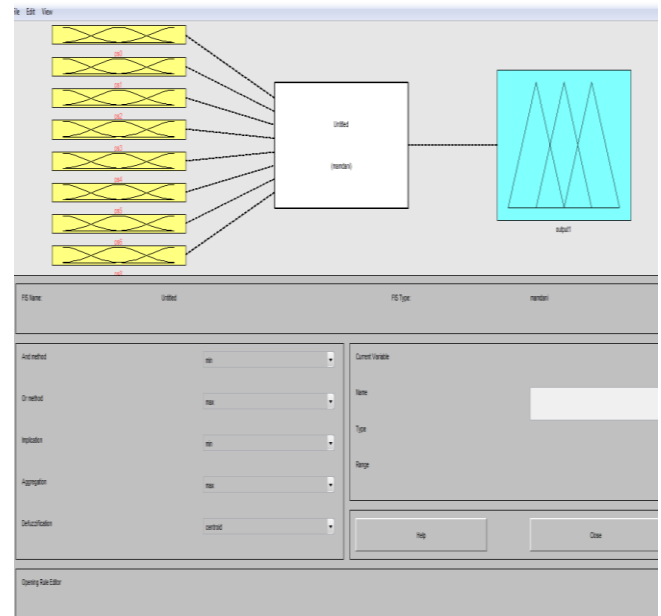 File Edit View
Untitled
(mamdani)
output1
FIS Name: Untitled FIS Type: mamdani
And method min
Or method max
Implication min
Aggregation max
Defuzzification centroid
Current Variable
Name
Type
Range
Help Close
Opening Rule Editor